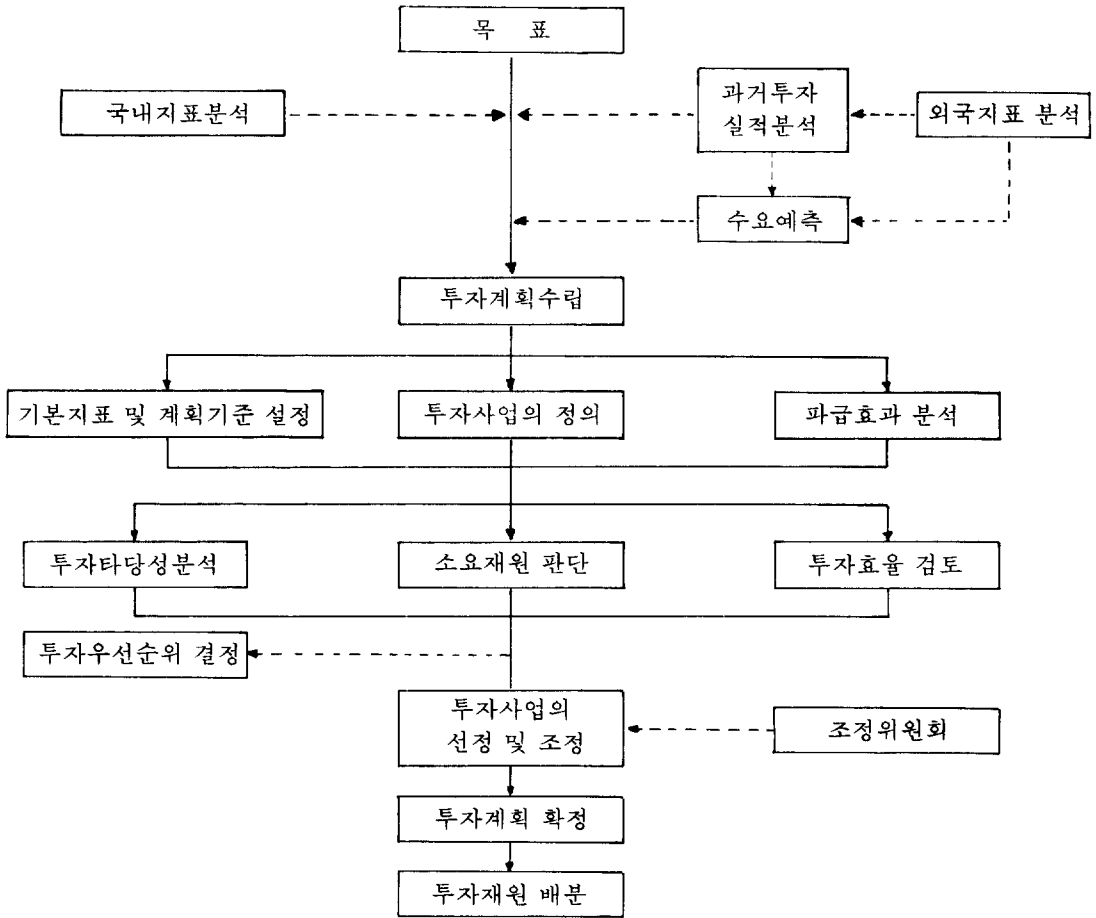 목 표
국내지표분석
과거투자
실적분석
외국지표 분석
수요예측
투자계획수립
기본지표 및 계획기준 설정
투자사업의 정의
파급효과 분석
투자타당성분석
소요재원 판단
투자효율 검토
투자우선순위 결정
투자사업의
선정 및 조정
조정위원회
투자계획 확정
투자재원 배분